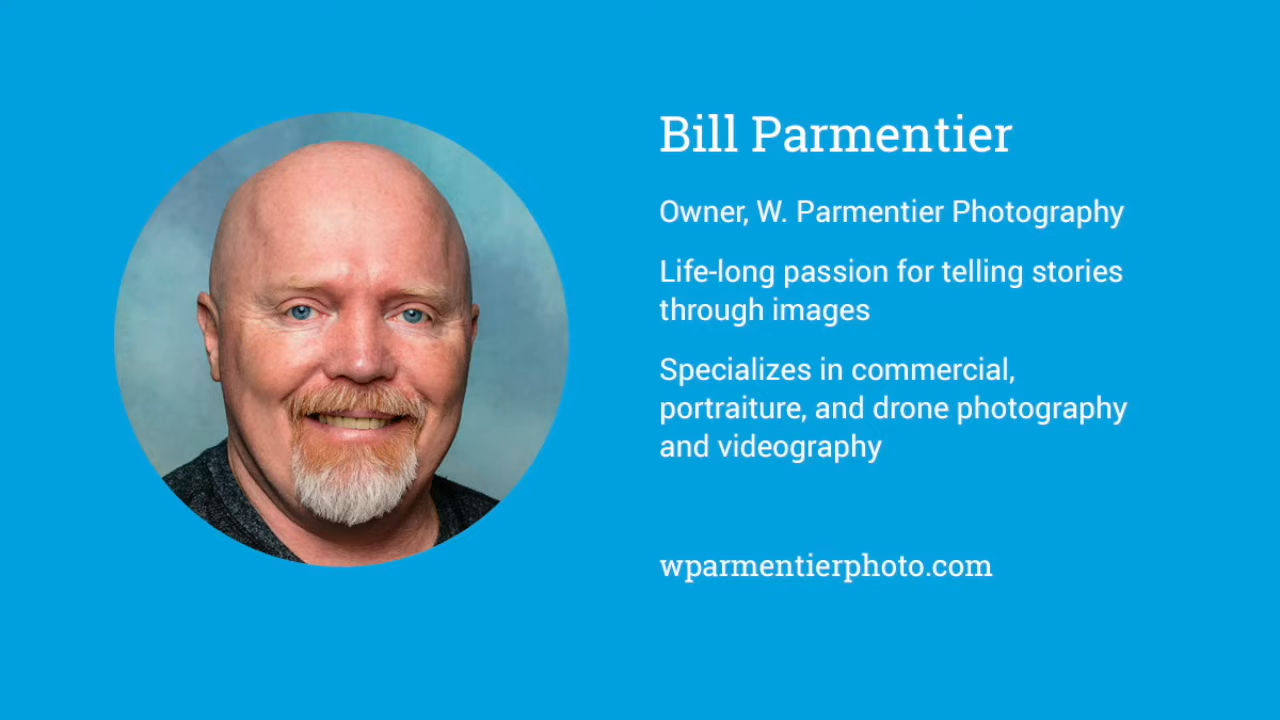 Bill Parmentier
Owner, W. Parmentier Photography
Life-long passion for telling stories
through images
Specializes in commercial,
portraiture, and drone photography
and videography
wparmentierphoto.com